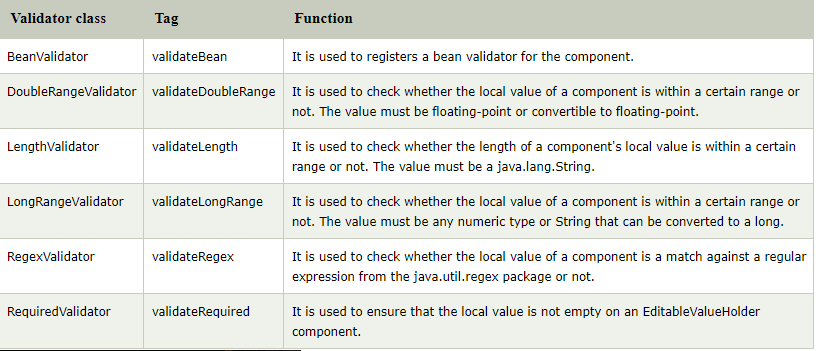 Validator class Tag Function
BeanValidator validateBean It is used to registers a bean validator for the component.
DoubleRangeValidator validateDoubleRange It is used to check whether the local value of a component is within a certain range or
not. The value must be floating-point or convertible to floating-point.
LengthValidator validateLength It is used to check whether the length of a component's local value is within a certain
range or not. The value must be a java.lang.String.
LongRangeValidator validateLongRange It is used to check whether the local value of a component is within a certain range or
not. The value must be any numeric type or String that can be converted to a long.
RegexValidator validateRegex It is used to check whether the local value of a component is a match against a regular
expression from the java.util.regex package or not.
RequiredValidator validateRequired It is used to ensure that the local value is not empty on an EditableValueHolder
component.